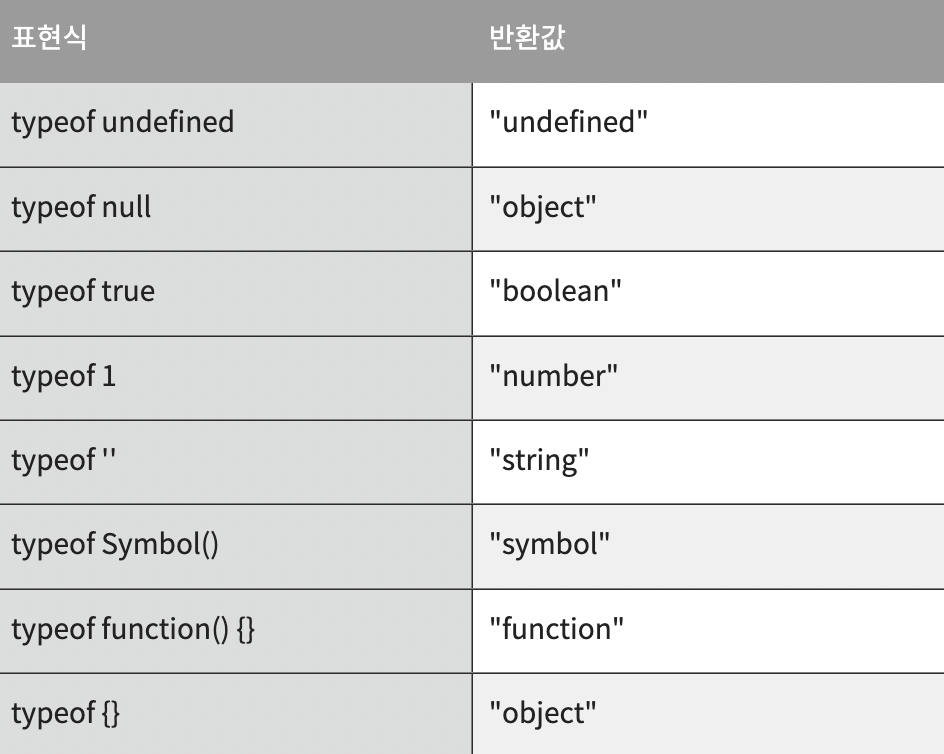 표현식 반환값
typeof undefined "undefined"
typeof null "object"
typeof true "boolean"
typeof 1 "number"
typeof '' "string"
typeof Symbol() "symbol"
typeof function() {} "function"
typeof {} "object"